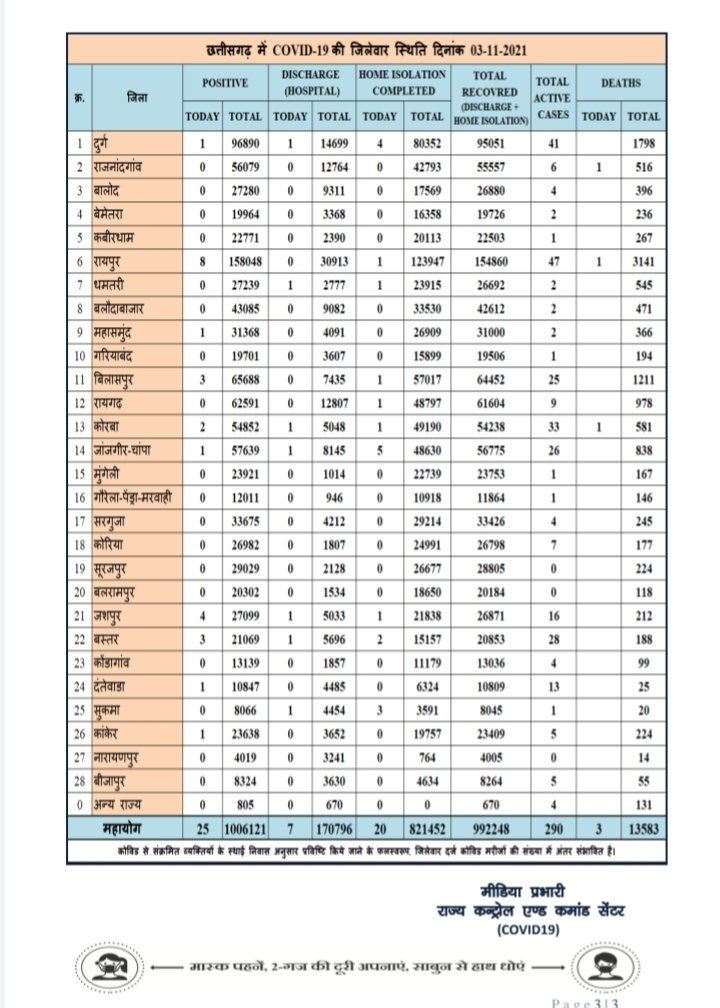 छत्तीसगढ़ में COVID-19 की जिलेवार स्थिति दिनांक 03-11-2021
क्र. जिला POSITIVE DISCHARGE (HOSPITAL) HOME ISOLATION COMPLETED TOTAL RECOVRED (DISCHARGE + HOME ISOLATION) TOTAL ACTIVE CASES DEATHS
TODAY TOTAL TODAY TOTAL TODAY TOTAL TODAY TOTAL
1 दुर्ग 1 96890 1 14699 4 80352 95051 41 1798
2 राजनांदगांव 0 56079 0 12764 0 42793 55557 6 1 516
3 बालोद 0 27280 0 9311 0 17569 26880 4 396
4 बेमेतरा 0 19964 0 3368 0 16358 19726 2 236
5 कबीरधाम 0 22771 0 2390 0 20113 22503 1 267
6 रायपुर 8 158048 0 30913 1 123947 154860 47 1 3141
7 धमतरी 0 27239 1 2777 1 23915 26692 2 545
8 बलौदाबाजार 0 43085 0 9082 0 33530 42612 2 471
9 महासमुंद 1 31368 0 4091 0 26909 31000 2 366
10 गरियाबंद 0 19701 0 3607 0 15899 19506 1 194
11 बिलासपुर 3 65688 0 7435 1 57017 64452 25 1211
12 रायगढ़ 0 62591 0 12807 1 48797 61604 9 978
13 कोरबा 2 54852 1 5048 1 49190 54238 33 1 581
14 जांजगीर-चांपा 1 57639 1 8145 5 48630 56775 26 838
15 मुंगेली 0 23921 0 1014 0 22739 23753 1 167
16 गौरेला-पेंड्रा-मरवाही 0 12011 0 946 0 10918 11864 1 146
17 सरगुजा 0 33675 0 4212 0 29214 33426 4 245
18 कोरिया 0 26982 0 1807 0 24991 26798 7 177
19 सूरजपुर 0 29029 0 2128 0 26677 28805 0 224
20 बलरामपुर 0 20302 0 1534 0 18650 20184 0 118
21 जशपुर 4 27099 1 5033 1 21838 26871 16 212
22 बस्तर 3 21069 1 5696 2 15157 20853 28 188
23 कोंडागांव 0 13139 0 1857 0 11179 13036 4 99
24 दंतेवाडा 1 10847 0 4485 0 6324 10809 13 25
25 सुकमा 0 8066 1 4454 3 3591 8045 1 20
26 कांकेर 1 23638 0 3652 0 19757 23409 5 224
27 नारायणपुर 0 4019 0 3241 0 764 4005 0 14
28 बीजापुर 0 8324 0 3630 0 4634 8264 5 55
0 अन्य राज्य 0 805 0 670 0 0 670 4 131
महायोग 25 1006121 7 170796 20 821452 992248 290 3 13583
कोविड से संक्रमित व्यक्तियों के स्थाई निवास अनुसार प्रविष्टि किये जाने के फलस्वरूप, जिलेवार दर्ज कोविड मरीजों की संख्या में अंतर संभावित है।
मीडिया प्रभारी
राज्य कन्ट्रोल एण्ड कमांड सेंटर
(COVID19)
मास्क पहनें, 2-गज की दूरी अपनाएं, साबुन से हाथ धोएं
Page 3|3